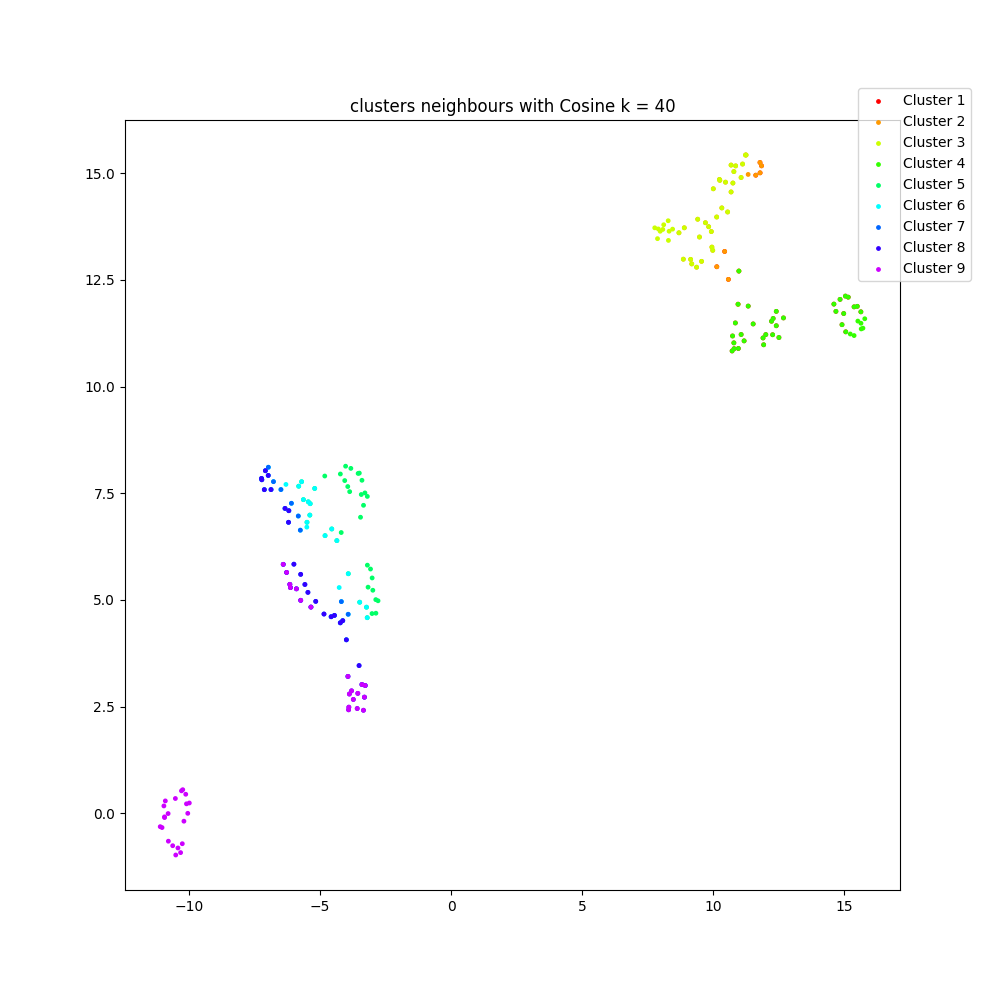 clusters neighbours with Cosine k = 40
Cluster 1
Cluster 2
Cluster 3
Cluster 4
Cluster 5
Cluster 6
Cluster 7
Cluster 8
Cluster 9
15.0
12.5
10.0
7.5
5.0
2.5
0.0
−10 −5 0 5 10 15